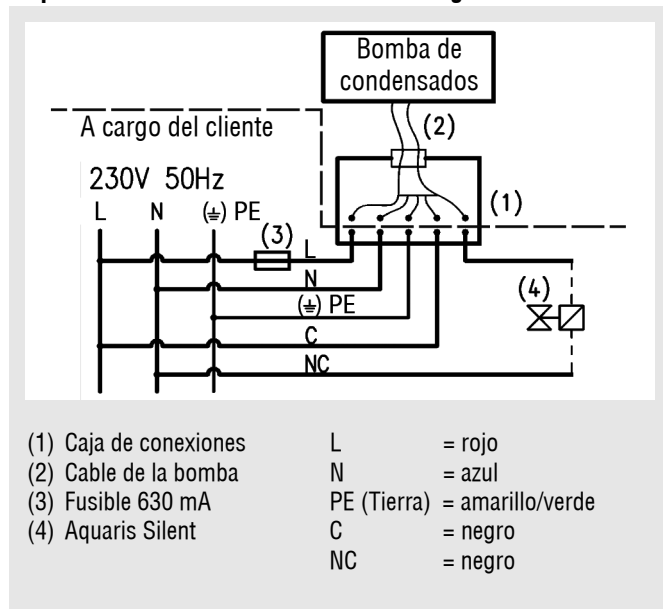 Bomba de
condensados
A cargo del cliente
(2)
230V 50Hz
L N (⏚) PE
(1)
(3)
L
N
(4)
(⏚) PE
C
NC
(1) Caja de conexiones L = rojo
(2) Cable de la bomba N = azul
(3) Fusible 630 mA PE (Tierra) = amarillo/verde
(4) Aquaris Silent C = negro
NC = negro